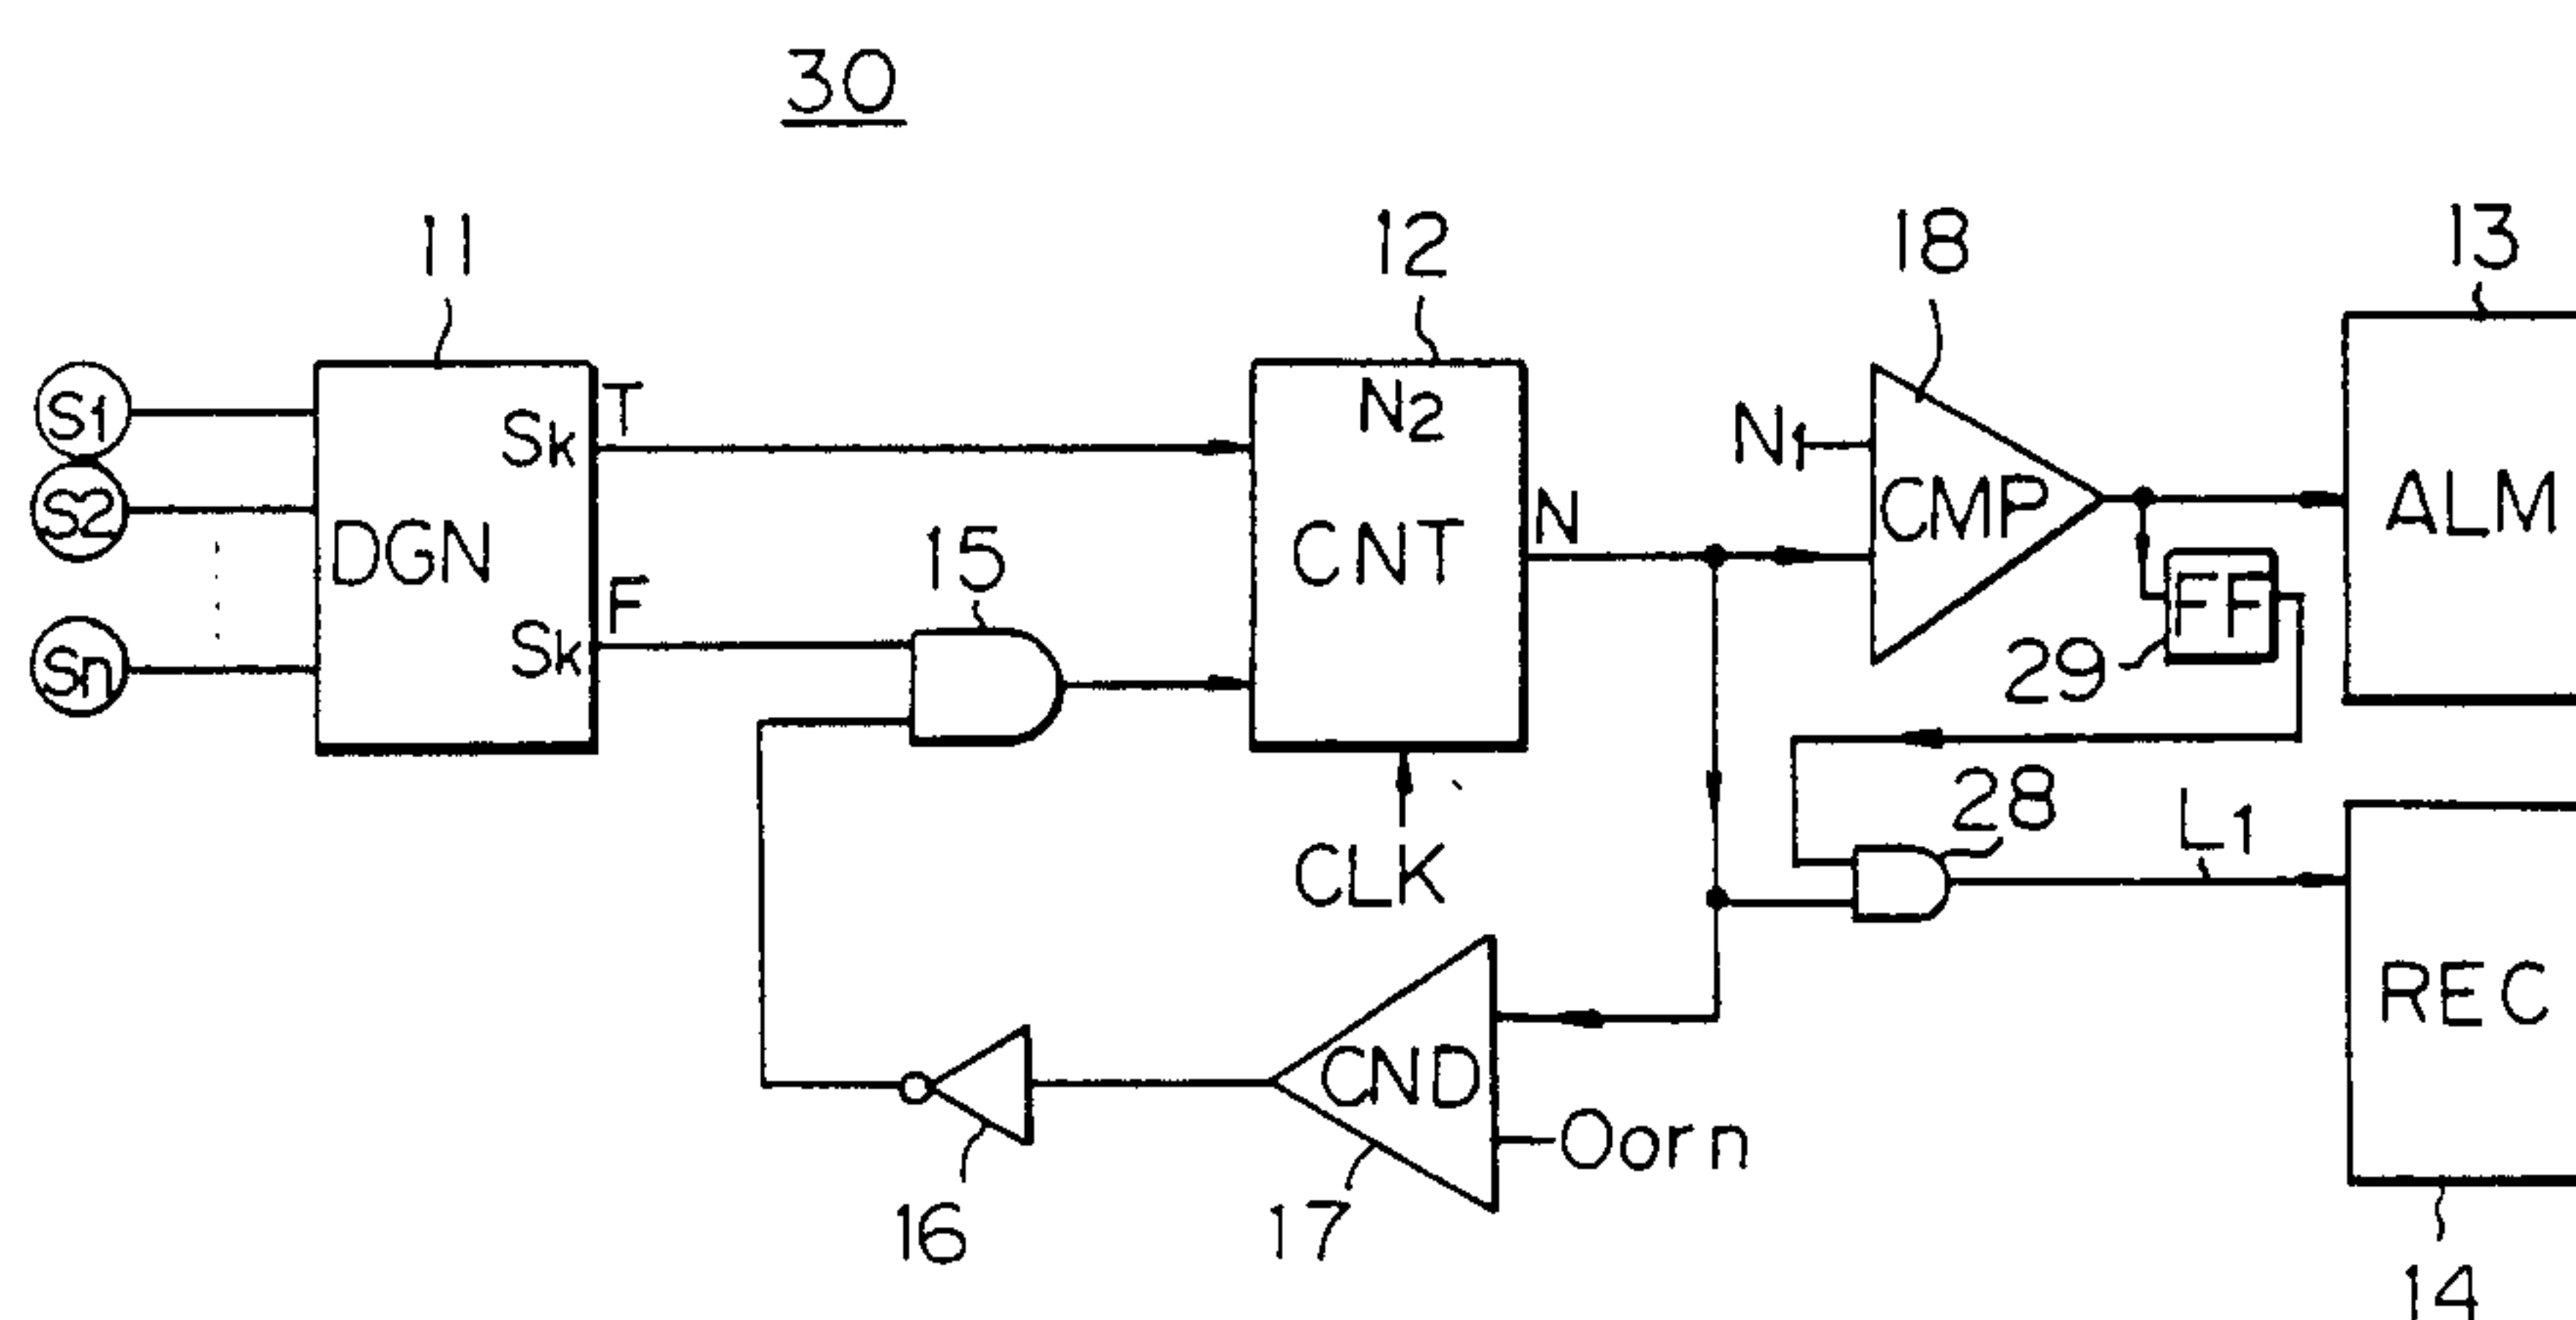 30
11
12
18
13
S1
S2
Sn
DGN
Sk
T
Sk
F
15
N2
CNT
N
CLK
N1
CMP
ALM
FF
29
28
L1
REC
CND
Oorn
16
17
14